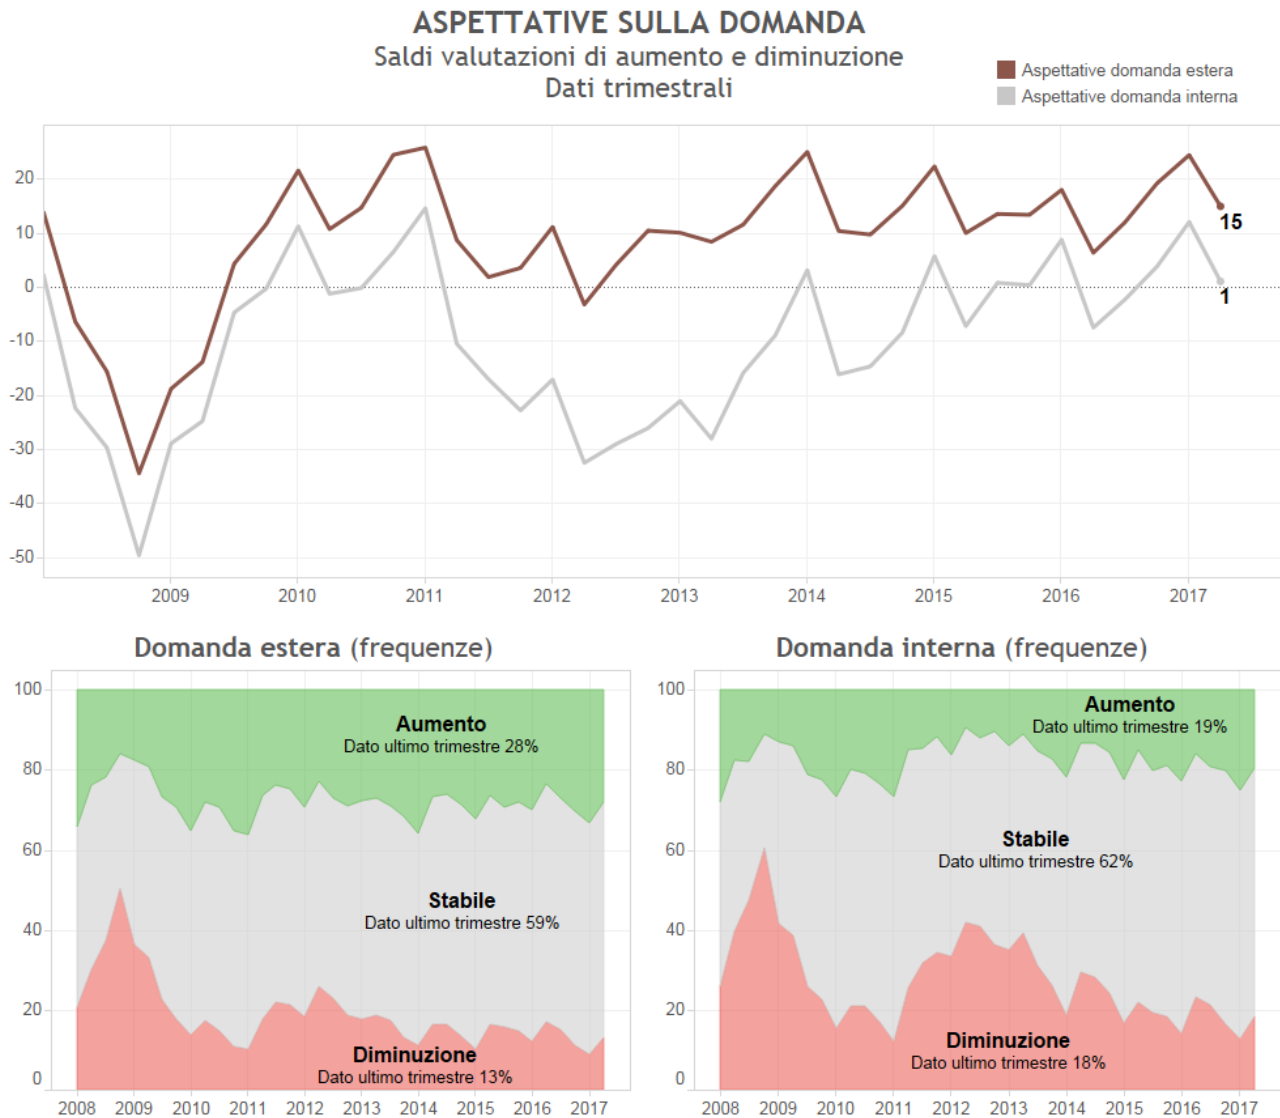 ASPETTATIVE SULLA DOMANDA
Saldi valutazioni di aumento e diminuzione
Dati trimestrali
Aspettative domanda estera
Aspettative domanda interna
20
10
0
-10
-20
-30
-40
-50
15
1
2009 2010 2011 2012 2013 2014 2015 2016 2017
Domanda estera (frequenze)
100
80
60
40
20
0
Aumento
Dato ultimo trimestre 28%
Stabile
Dato ultimo trimestre 59%
Diminuzione
Dato ultimo trimestre 13%
2008 2009 2010 2011 2012 2013 2014 2015 2016 2017
Domanda interna (frequenze)
100
80
60
40
20
0
Aumento
Dato ultimo trimestre 19%
Stabile
Dato ultimo trimestre 62%
Diminuzione
Dato ultimo trimestre 18%
2008 2009 2010 2011 2012 2013 2014 2015 2016 2017